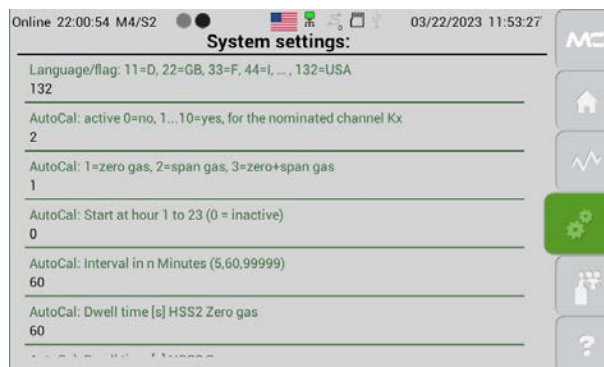 Online 22:00:54 M4/S2 03/22/2023 11:53:27
System settings:
MC
Language/flag: 11=D, 22=GB, 33=F, 44=I, ... , 132=USA
132
AutoCal: active 0=no, 1...10=yes, for the nominated channel Kx
2
AutoCal: 1=zero gas, 2=span gas, 3=zero+span gas
1
AutoCal: Start at hour 1 to 23 (0 = inactive)
0
AutoCal: Interval in n Minutes (5,60,99999)
60
AutoCal: Dwell time [s] HSS2 Zero gas
60
?